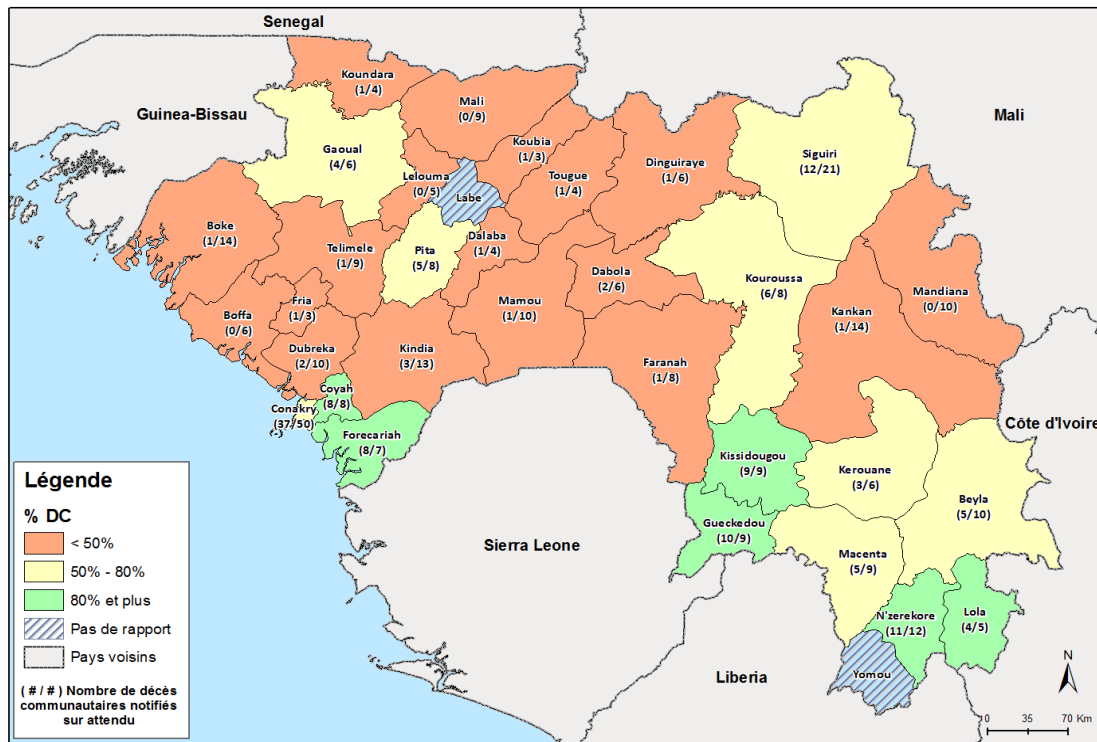 Senegal
Koundara
(1/4)
Mali
(0/9)
Guinea-Bissau
Mali
Gaoual
(4/6)
Koubia
(1/3)
Siguiri
(12/21)
Dinguiraye
(1/6)
Tougue
(1/4)
Lelouma
(0/5)
Labe
Boke
(1/14)
Telimele
(1/9)
Pita
(5/8)
Dalaba
(1/4)
Dabola
(2/6)
Kouroussa
(6/8)
Mandiana
(0/10)
Fria
(1/3)
Mamou
(1/10)
Kankan
(1/14)
Boffa
(0/6)
Dubreka
(2/10)
Kindia
(3/13)
Faranah
(1/8)
Coyah
(8/8)
Conakry
(37/50)
Côte d'Ivoire
Forecariah
(8/7)
Kissidougou
(9/9)
Kerouane
(3/6)
Beyla
(5/10)
Gueckedou
(10/9)
Sierra Leone
Macenta
(5/9)
N'zerekore
(11/12)
Lola
(4/5)
Liberia
Yomou
Légende
% DC
< 50%
50% - 80%
80% et plus
Pas de rapport
Pays voisins
( # / # ) Nombre de décès
communautaires notifiés
sur attendu
N
0 35 70 Km